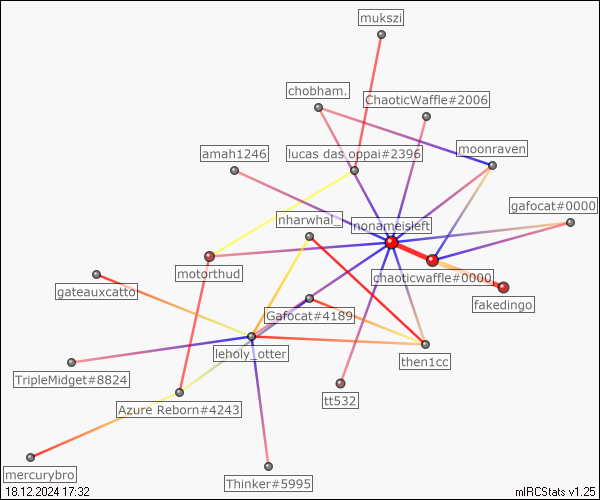 mukszi
chobham.
ChaoticWaffle#2006
amah1246
lucas das oppai#2396
moonraven
gafocat#0000
nharwhal_
nonameisleft
motorthud
chaoticwaffle#0000
gateauxcatto
fakedingo
Gafocat#4189
leholy_otter
then1cc
TripleMidget#8824
tt532
Azure Reborn#4243
mercurybro
Thinker#5995
18.12.2024 17:32
mIRCStats v1.25